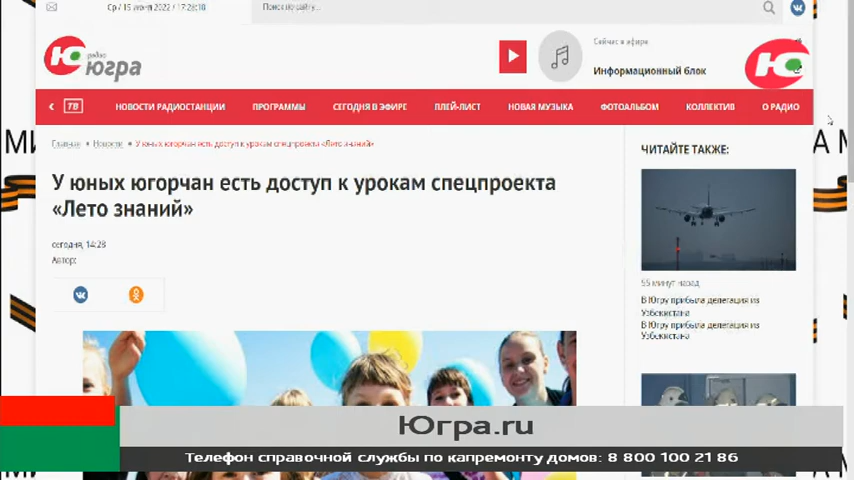 Ср / 15 июня 2022 / 17:28:18
Поиск по сайту...
Ю радио Югра
Сейчас в эфире
Информационный блок
Ю
ТВ
НОВОСТИ РАДИОСТАНЦИИ ПРОГРАММЫ СЕГОДНЯ В ЭФИРЕ ПЛЕЙ-ЛИСТ НОВАЯ МУЗЫКА ФОТОАЛЬБОМ КОЛЛЕКТИВ О РАДИО
Главная • Новости • У юных югорчан есть доступ к урокам спецпроекта «Лето знаний»
У юных югорчан есть доступ к урокам спецпроекта
«Лето знаний»
сегодня, 14:28
Автор:
ЧИТАЙТЕ ТАКЖЕ:
55 минут назад
В Югру прибыла делегация из
Узбекистана
В Югру прибыла делегация из
Узбекистана
Югра.ru
Телефон справочной службы по капремонту домов: 8 800 100 21 86